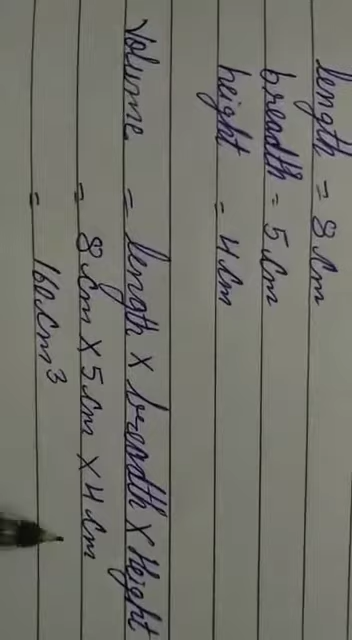 length = 8 cm
breadth = 5 cm
height = 4 cm
Volume = length × breadth × Height
= 8 cm × 5 cm × 4 cm
= 160 cm³